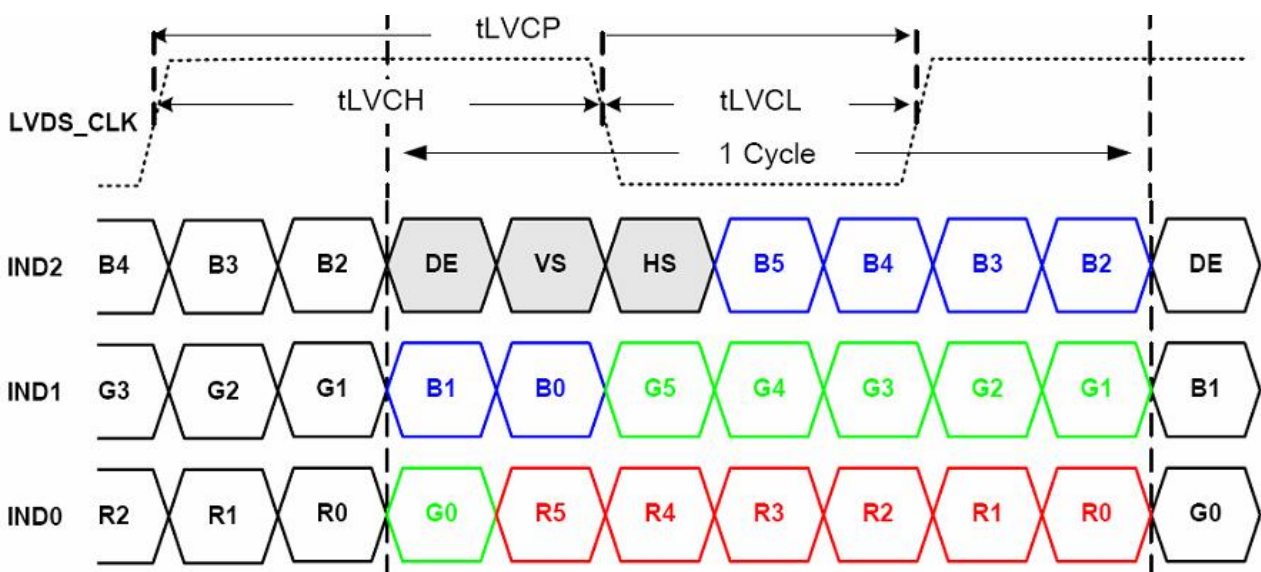 tLVCP
tLVCH tLVCL
LVDS_CLK
1 Cycle
IND2 B4 B3 B2 DE VS HS B5 B4 B3 B2 DE
IND1 G3 G2 G1 B1 B0 G5 G4 G3 G2 G1 B1
IND0 R2 R1 R0 G0 R5 R4 R3 R2 R1 R0 G0